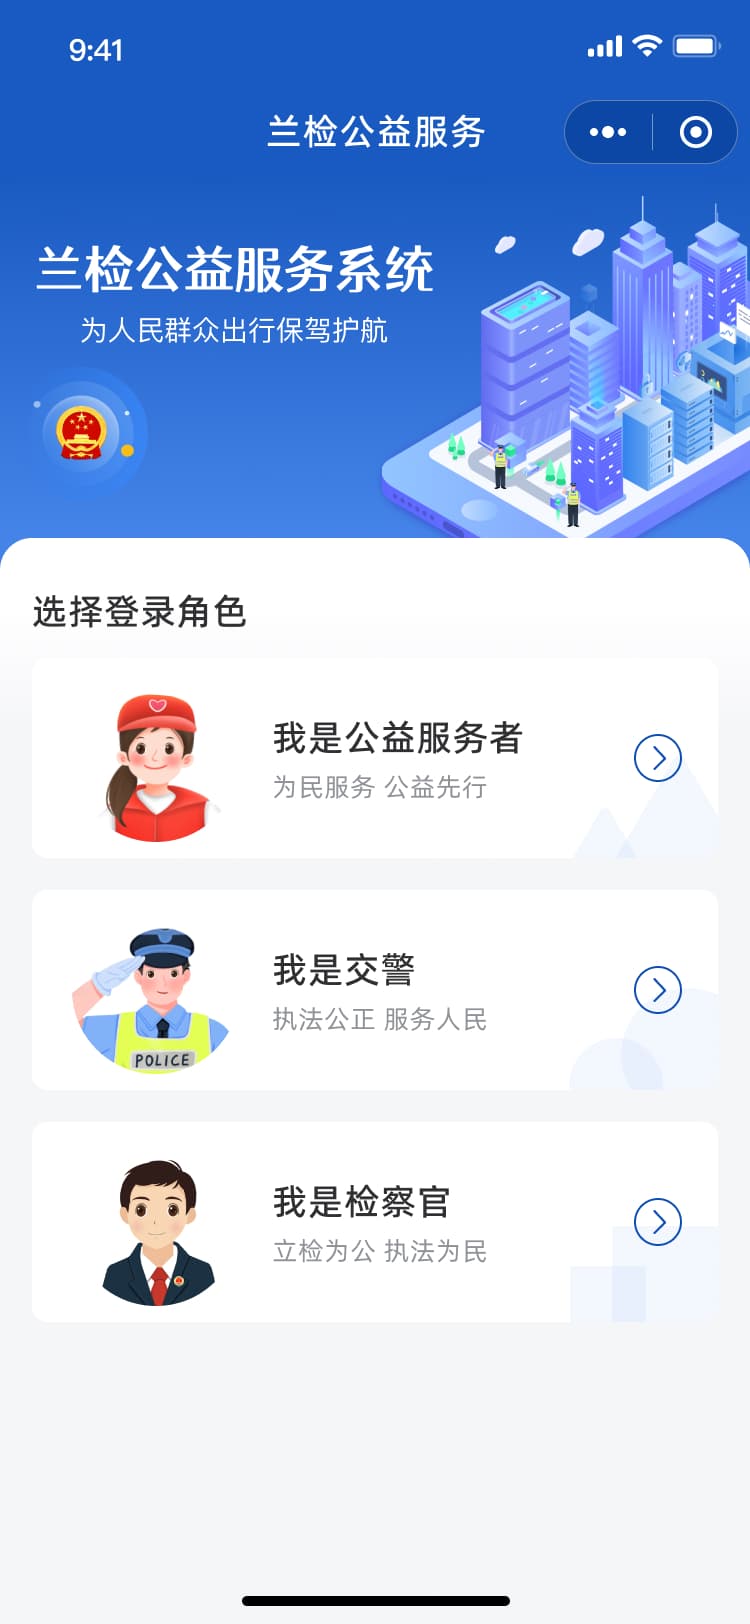 9:41
兰检公益服务
兰检公益服务系统
为人民群众出行保驾护航
选择登录角色
我是公益服务者
为民服务 公益先行
我是交警
执法公正 服务人民
POLICE
我是检察官
立检为公 执法为民